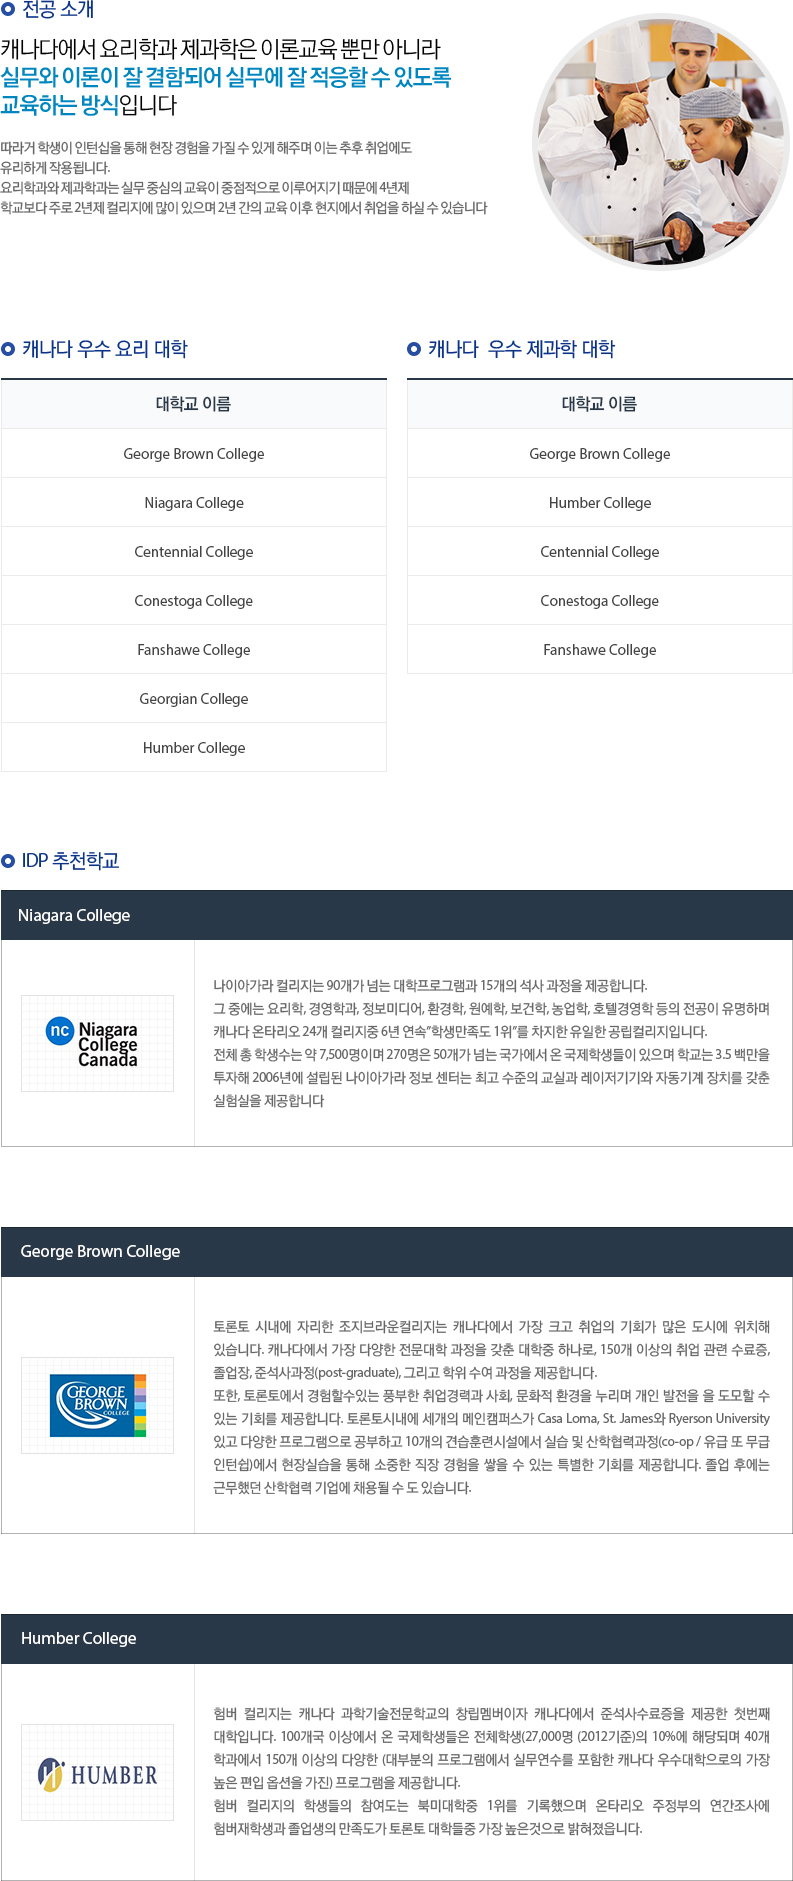 전공 소개
캐나다에서 요리학과 제과학은 이론교육 뿐만 아니라
실무와 이론이 잘 결합되어 실무에 잘 적응할 수 있도록
교육하는 방식입니다
따라거 학생이 인턴십을 통해 현장 경험을 가질 수 있게 해주며 이는 추후 취업에도
유리하게 작용됩니다.
요리학과와 제과학과는 실무 중심의 교육이 중점적으로 이루어지기 때문에 4년제
학교보다 주로 2년제 컬리지에 많이 있으며 2년 간의 교육 이후 현지에서 취업을 하실 수 있습니다
캐나다 우수 요리 대학
대학교 이름
George Brown College
Niagara College
Centennial College
Conestoga College
Fanshawe College
Georgian College
Humber College
캐나다 우수 제과학 대학
대학교 이름
George Brown College
Humber College
Centennial College
Conestoga College
Fanshawe College
IDP 추천학교
Niagara College
nc Niagara
College
Canada
나이아가라 컬리지는 90개가 넘는 대학프로그램과 15개의 석사 과정을 제공합니다.
그 중에는 요리학, 경영학과, 정보미디어, 환경학, 원예학, 보건학, 농업학, 호텔경영학 등의 전공이 유명하며
캐나다 온타리오 24개 컬리지중 6년 연속"학생만족도 1위"를 차지한 유일한 공립컬리지입니다.
전체 총 학생수는 약 7,500명이며 270명은 50개가 넘는 국가에서 온 국제학생들이 있으며 학교는 3.5 백만을
투자해 2006년에 설립된 나이아가라 정보 센터는 최고 수준의 교실과 레이저기기와 자동기계 장치를 갖춘
실험실을 제공합니다
George Brown College
GEORGE
BROWN
COLLEGE
토론토 시내에 자리한 조지브라운컬리지는 캐나다에서 가장 크고 취업의 기회가 많은 도시에 위치해
있습니다. 캐나다에서 가장 다양한 전문대학 과정을 갖춘 대학중 하나로, 150개 이상의 취업 관련 수료증,
졸업장, 준석사과정(post-graduate), 그리고 학위 수여 과정을 제공합니다.
또한, 토론토에서 경험할수있는 풍부한 취업경력과 사회, 문화적 환경을 누리며 개인 발전을 을 도모할 수
있는 기회를 제공합니다. 토론토시내에 세개의 메인캠퍼스가 Casa Loma, St. James와 Ryerson University
있고 다양한 프로그램으로 공부하고 10개의 견습훈련시설에서 실습 및 산학협력과정(co-op / 유급 또 무급
인턴쉽)에서 현장실습을 통해 소중한 직장 경험을 쌓을 수 있는 특별한 기회를 제공합니다. 졸업 후에는
근무했던 산학협력 기업에 채용될 수 도 있습니다.
Humber College
HUMBER
험버 컬리지는 캐나다 과학기술전문학교의 창립멤버이자 캐나다에서 준석사수료증을 제공한 첫번째
대학입니다. 100개국 이상에서 온 국제학생들은 전체학생(27,000명 (2012기준)의 10%에 해당되며 40개
학과에서 150개 이상의 다양한 (대부분의 프로그램에서 실무연수를 포함한 캐나다 우수대학으로의 가장
높은 편입 옵션을 가진) 프로그램을 제공합니다.
험버 컬리지의 학생들의 참여도는 북미대학중 1위를 기록했으며 온타리오 주정부의 연간조사에
험버재학생과 졸업생의 만족도가 토론토 대학들중 가장 높은것으로 밝혀졌읍니다.